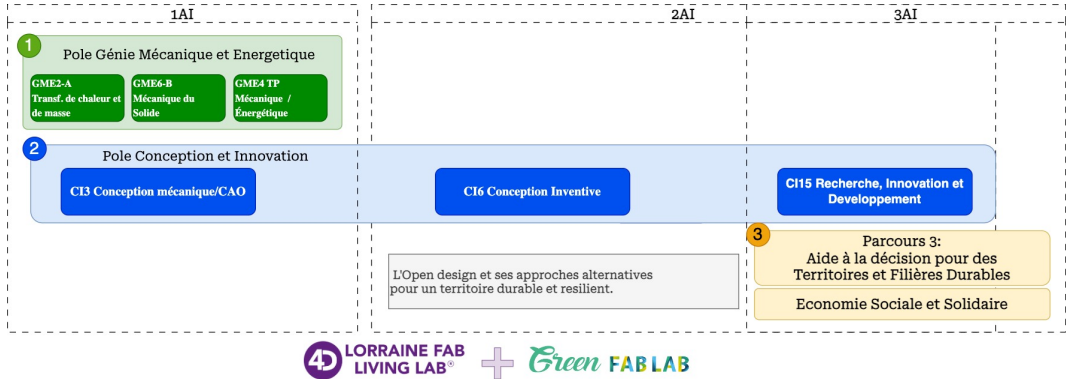 1AI
2AI
3AI
1
Pole Génie Mécanique et Energetique
GME2-A
Transf. de chaleur et
de masse
GME6-B
Mécanique du
Solide
GME4 TP
Mécanique /
Énergétique
2
Pole Conception et Innovation
CI3 Conception mécanique/CAO
CI6 Conception Inventive
CI15 Recherche, Innovation et
Developpement
3
Parcours 3:
Aide à la décision pour des
Territoires et Filières Durables
L'Open design et ses approches alternatives
pour un territoire durable et resilient.
Economie Sociale et Solidaire
4D LORRAINE FAB
LIVING LAB®
Green FABLAB